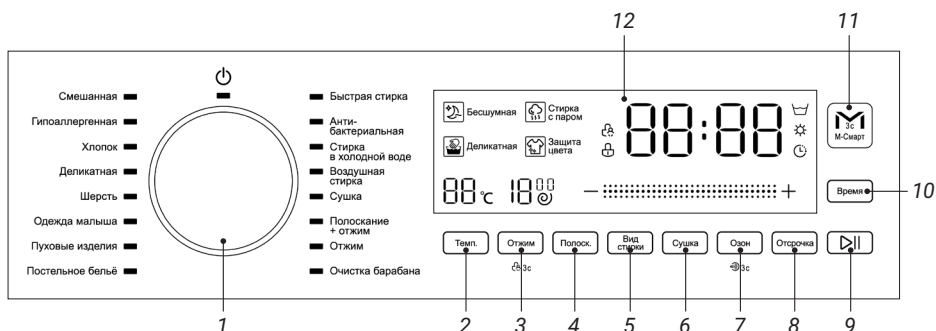 12
11
Смешанная
Гипоаллергенная
Хлопок
Деликатная
Шерсть
Одежда малыша
Пуховые изделия
Постельное бельё
Быстрая стирка
Анти-
бактериальная
Стирка
в холодной воде
Воздушная
стирка
Сушка
Полоскание
+ отжим
Отжим
Очистка барабана
Бесшумная
Стирка
с паром
Деликатная
Защита
цвета
88:88
88 °C
18 00
− +
3с
М-Смарт
Время
10
Темп.
Отжим
Полоск.
Вид
стирки
Сушка
Озон
Отсрочка
3с
3с
1
2
3
4
5
6
7
8
9